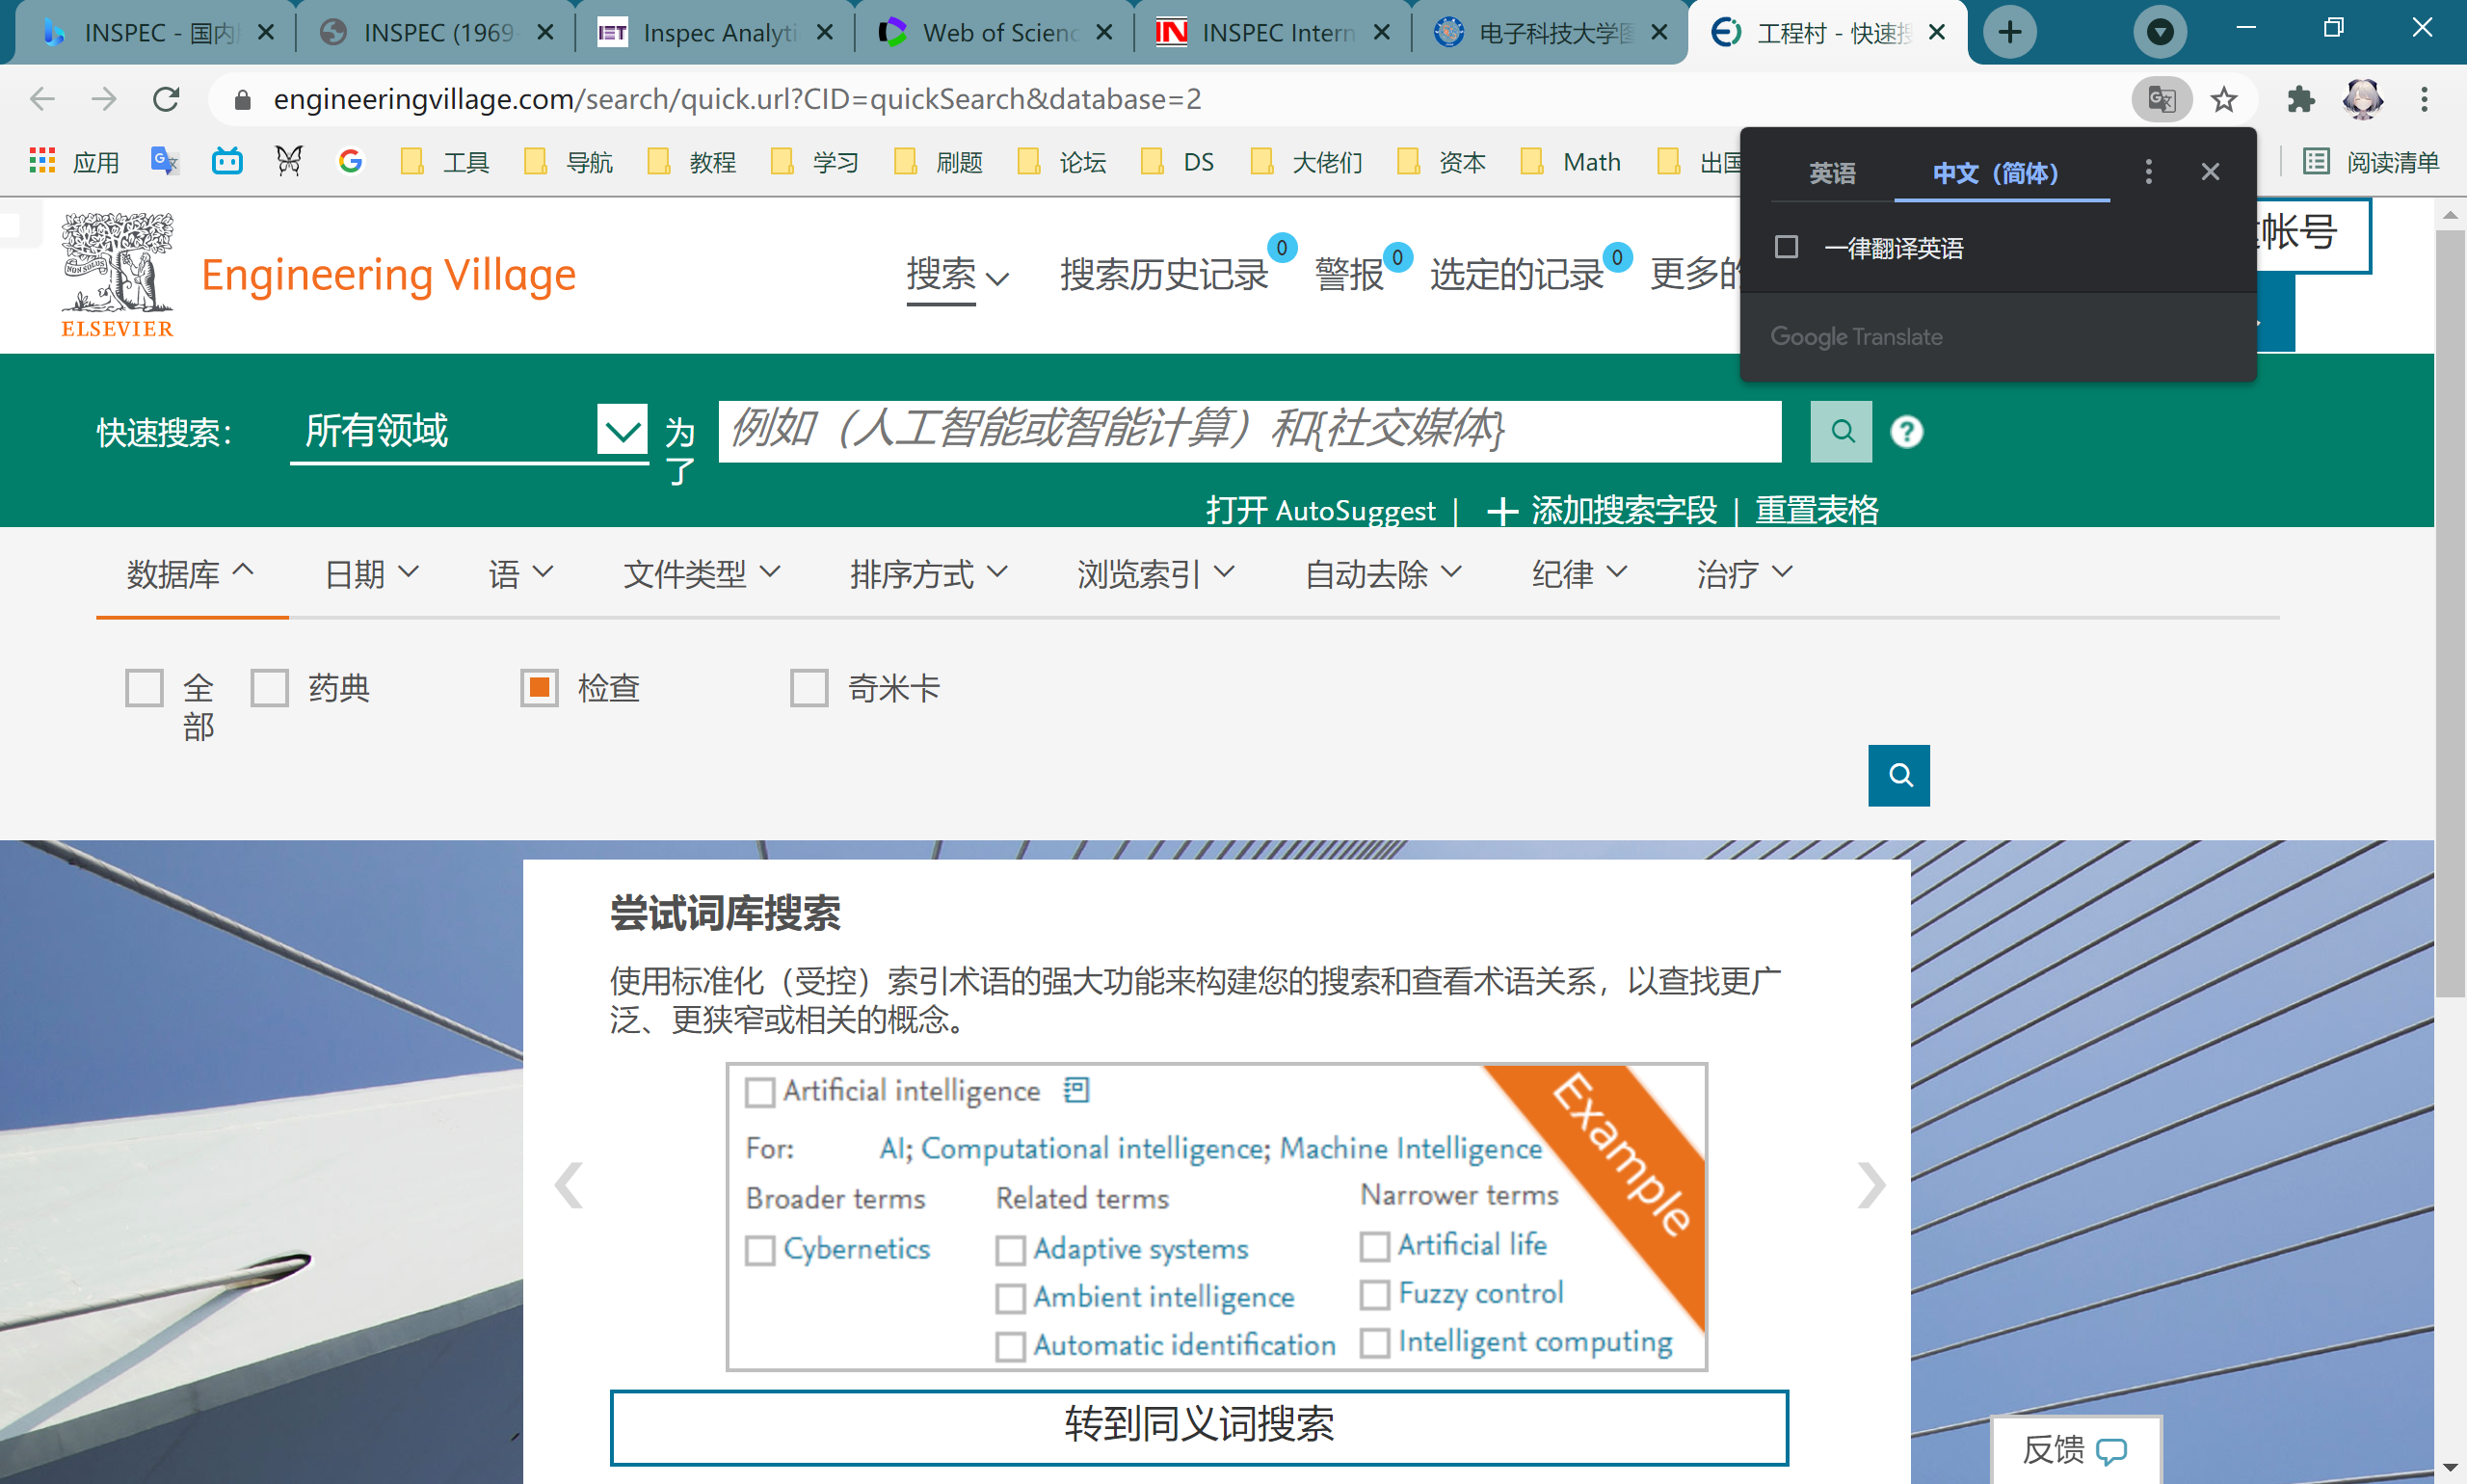 INSPEC - 国内
INSPEC (1969-
Inspec Analyti
Web of Scienc
INSPEC Intern
电子科技大学图
工程村 - 快速搜
engineeringvillage.com/search/quick.url?CID=quickSearch&database=2
应用
工具
导航
教程
学习
刷题
论坛
DS
大佬们
资本
Math
出国
阅读清单
英语
中文（简体）
一律翻译英语
Google Translate
NON SOLUS
ELSEVIER
Engineering Village
搜索
搜索历史记录 0
警报 0
选定的记录 0
更多的
帐号
快速搜索：
所有领域
为了
例如（人工智能或智能计算）和{社交媒体}
打开 AutoSuggest | 添加搜索字段 | 重置表格
数据库
日期
语
文件类型
排序方式
浏览索引
自动去除
纪律
治疗
全部
药典
检查
奇米卡
尝试词库搜索
使用标准化（受控）索引术语的强大功能来构建您的搜索和查看术语关系，以查找更广
泛、更狭窄或相关的概念。
Artificial intelligence
Example
For: AI; Computational intelligence; Machine Intelligence
Broader terms
Related terms
Narrower terms
Cybernetics
Adaptive systems
Artificial life
Ambient intelligence
Fuzzy control
Automatic identification
Intelligent computing
转到同义词搜索
反馈